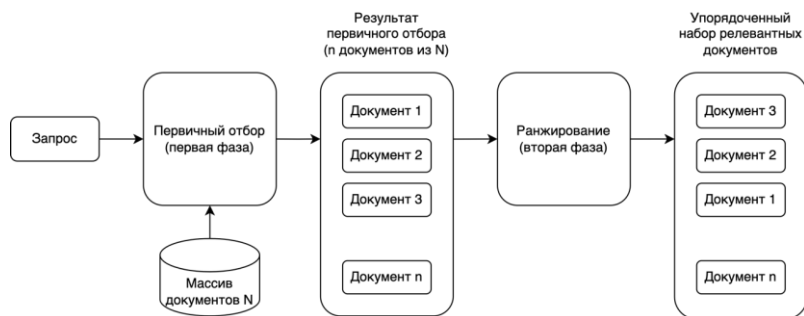 Результат
первичного отбора
(n документов из N)
Упорядоченный
набор релевантных
документов
Запрос
Первичный отбор
(первая фаза)
Документ 1
Документ 2
Документ 3
Документ n
Ранжирование
(вторая фаза)
Документ 3
Документ 2
Документ 1
Документ n
Массив
документов N